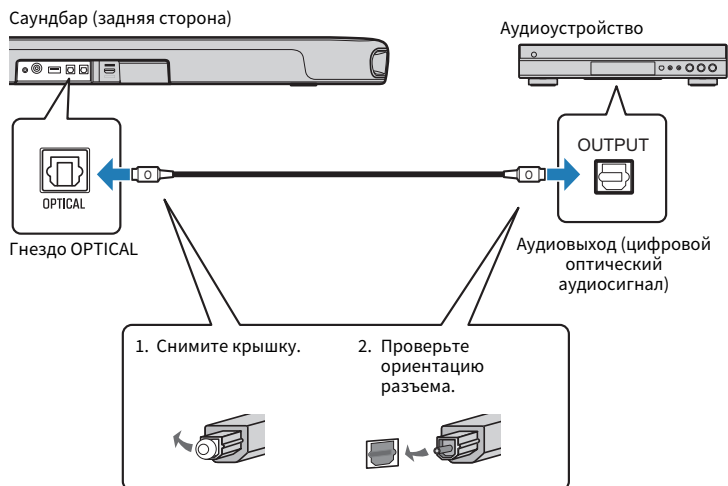 Саундбар (задняя сторона)
Аудиоустройство
OUTPUT
OPTICAL
Гнездо OPTICAL
Аудиовыход (цифровой
оптический
аудиосигнал)
1. Снимите крышку.
2. Проверьте
ориентацию
разъема.